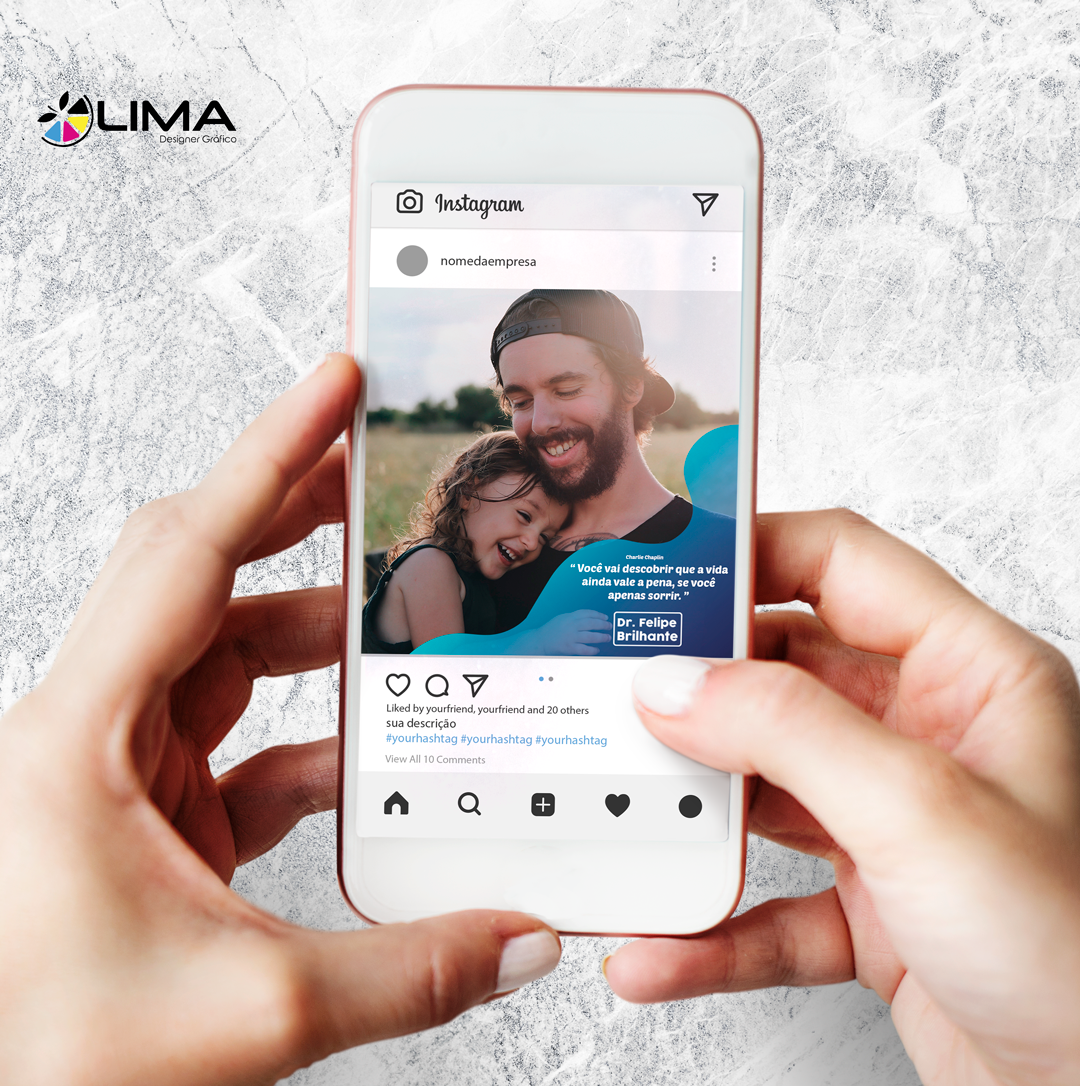 LIMA
Designer Gráfico
Instagram
nomedaempresa
Charlie Chaplin
“ Você vai descobrir que a vida
ainda vale a pena, se você
apenas sorrir. ”
Dr. Felipe
Brilhante
Liked by yourfriend, yourfriend and 20 others
sua descrição
#yourhashtag #yourhashtag #yourhashtag
View All 10 Comments